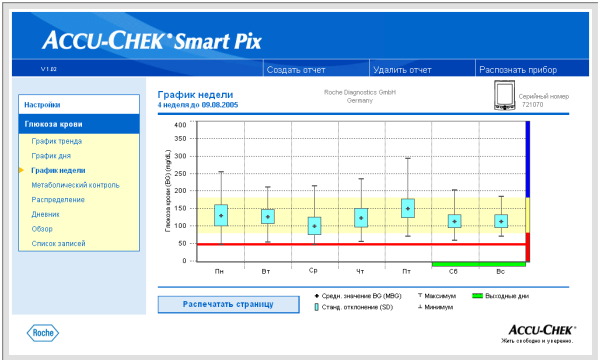 ACCU-CHEK® Smart Pix
V 1.02
Создать отчет
Удалить отчет
Распознать прибор
Настройки
Глюкоза крови
График тренда
График дня
График недели
Метаболический контроль
Распределение
Дневник
Обзор
Список записей
График недели
4 неделя до 09.08.2005
Roche Diagnostics GmbH
Germany
Серийный номер
721070
Глюкоза крови (BG) (mg/dL)
400
350
300
250
200
150
100
50
0
Пн Вт Ср Чт Пт Сб Вс
Распечатать страницу
Средн. значение BG (MBG)
Станд. отклонение (SD)
Максимум
Минимум
Выходные дни
Roche
ACCU-CHEK®
Жить свободно и уверенно.